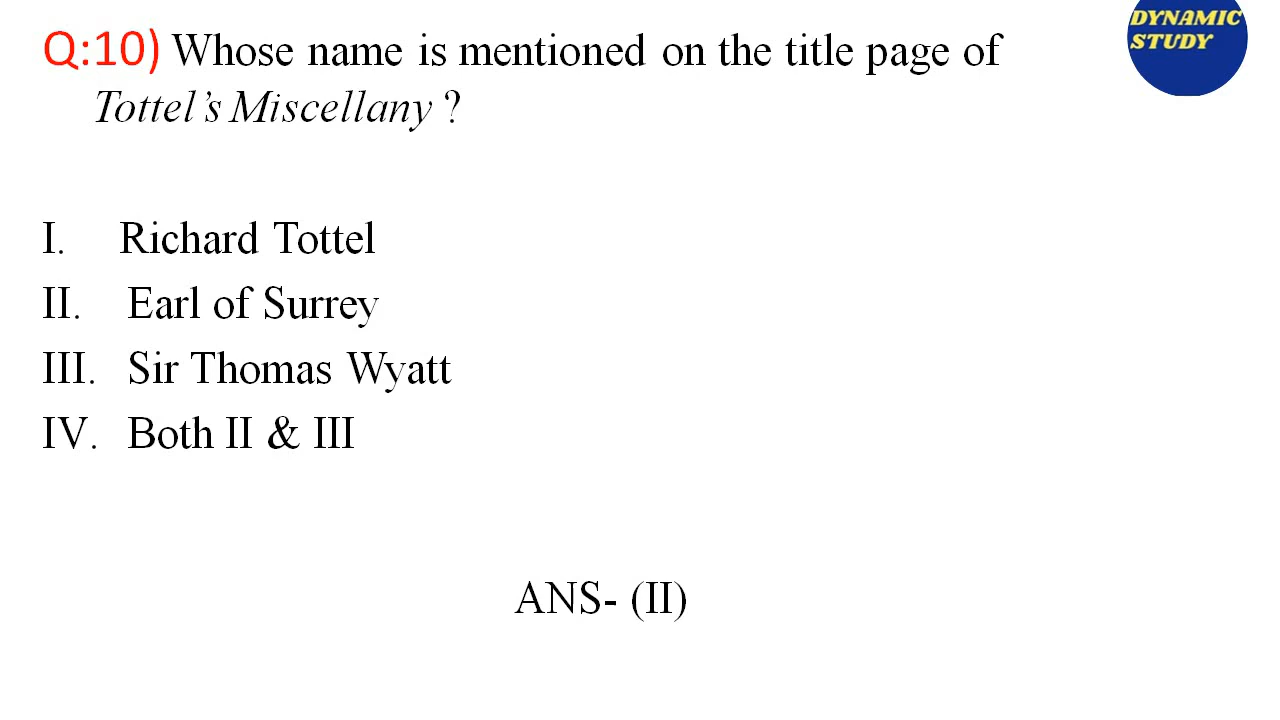 DYNAMIC
STUDY
Q:10) Whose name is mentioned on the title page of
Tottel’s Miscellany ?
I. Richard Tottel
II. Earl of Surrey
III. Sir Thomas Wyatt
IV. Both II & III
ANS- (II)